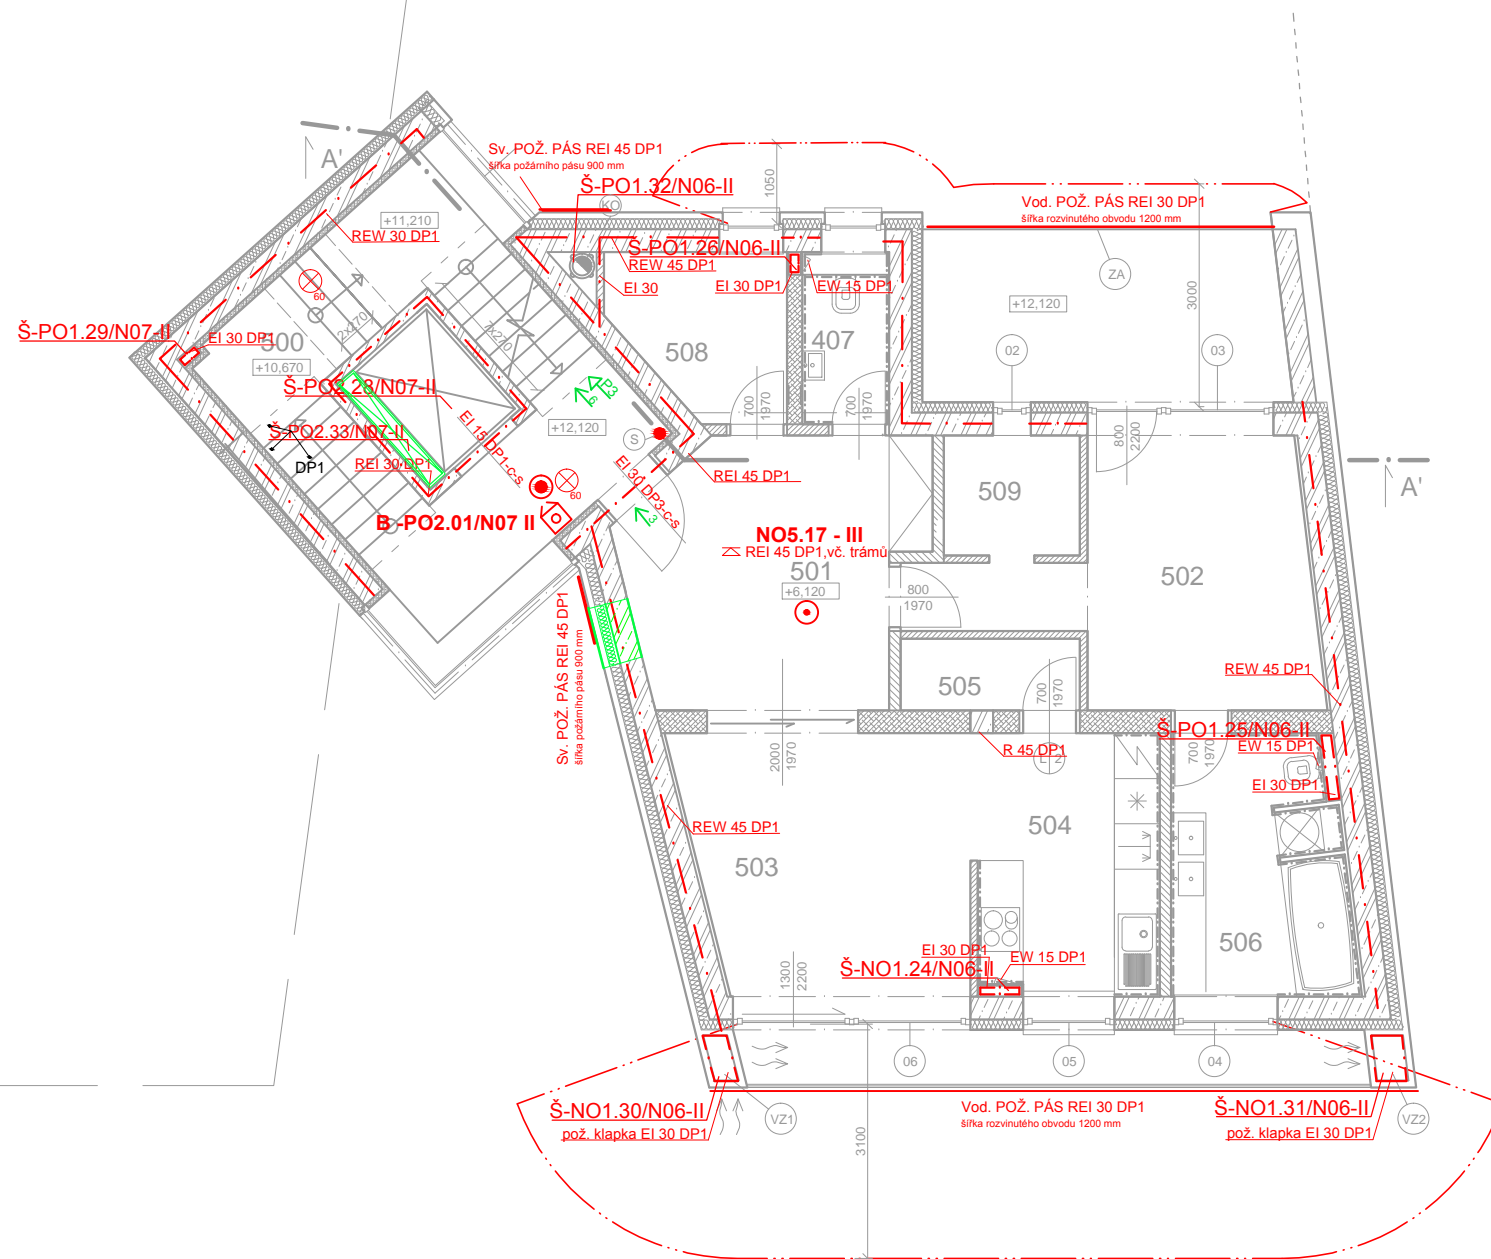 A'
Sv. POŽ. PÁS REI 45 DP1
šířka požárního pásu 900 mm
Š-PO1.32/N06-II
KO
1050
Vod. POŽ. PÁS REI 30 DP1
šířka rozvinutého obvodu 1200 mm
+11,210
REW 30 DP1
Š-PO1.26/N06-II
REW 45 DP1
EI 30
EI 30 DP1
EW 15 DP1
ZA
+12,120
3000
60
2x270
7x270
Š-PO1.29/N07-II
EI 30 DP1
500
+10,670
508
407
02
03
Š-PO2.28/N07-II
P3
6
700
1970
700
1970
800
2200
Š-PO2.33/N07-II
EI 15 DP1-c-s
+12,120
S
REI 30 DP1
DP1
EI 30 DP3-c-s
REI 45 DP1
509
A'
60
B -PO2.01/N07 II
3
NO5.17 - III
REI 45 DP1,vč. trámů
501
+6,120
502
800
1970
Sv. POŽ. PÁS REI 45 DP1
šířka požárního pásu 900 mm
505
700
1970
REW 45 DP1
2000
1970
R 45 DP1
Š-PO1.25/N06-II
EW 15 DP1
700
1970
EI 30 DP1
REW 45 DP1
504
503
506
EI 30 DP1
EW 15 DP1
Š-NO1.24/N06-II
1300
2200
06
05
04
Š-NO1.30/N06-II
pož. klapka EI 30 DP1
VZ1
Vod. POŽ. PÁS REI 30 DP1
šířka rozvinutého obvodu 1200 mm
Š-NO1.31/N06-II
pož. klapka EI 30 DP1
VZ2
3100